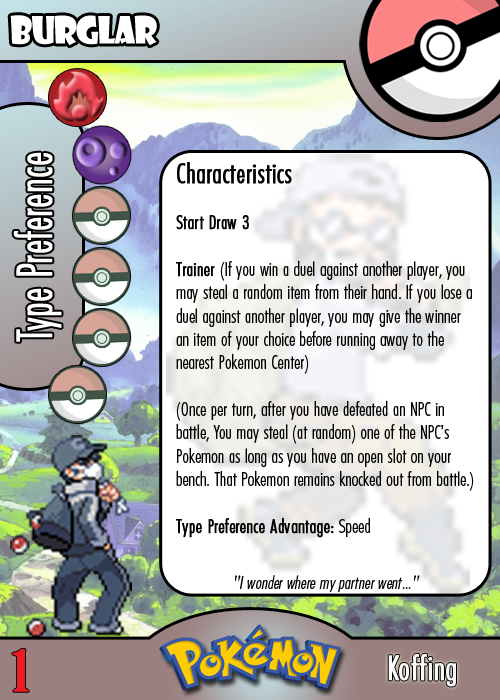 BURGLAR
Type Preference
Characteristics
Start Draw 3
Trainer (If you win a duel against another player, you
may steal a random item from their hand. If you lose a
duel against another player, you may give the winner
an item of your choice before running away to the
nearest Pokemon Center)
(Once per turn, after you have defeated an NPC in
battle, You may steal (at random) one of the NPC's
Pokemon as long as you have an open slot on your
bench. That Pokemon remains knocked out from battle.)
Type Preference Advantage: Speed
"I wonder where my partner went..."
1
POKéMON
Koffing